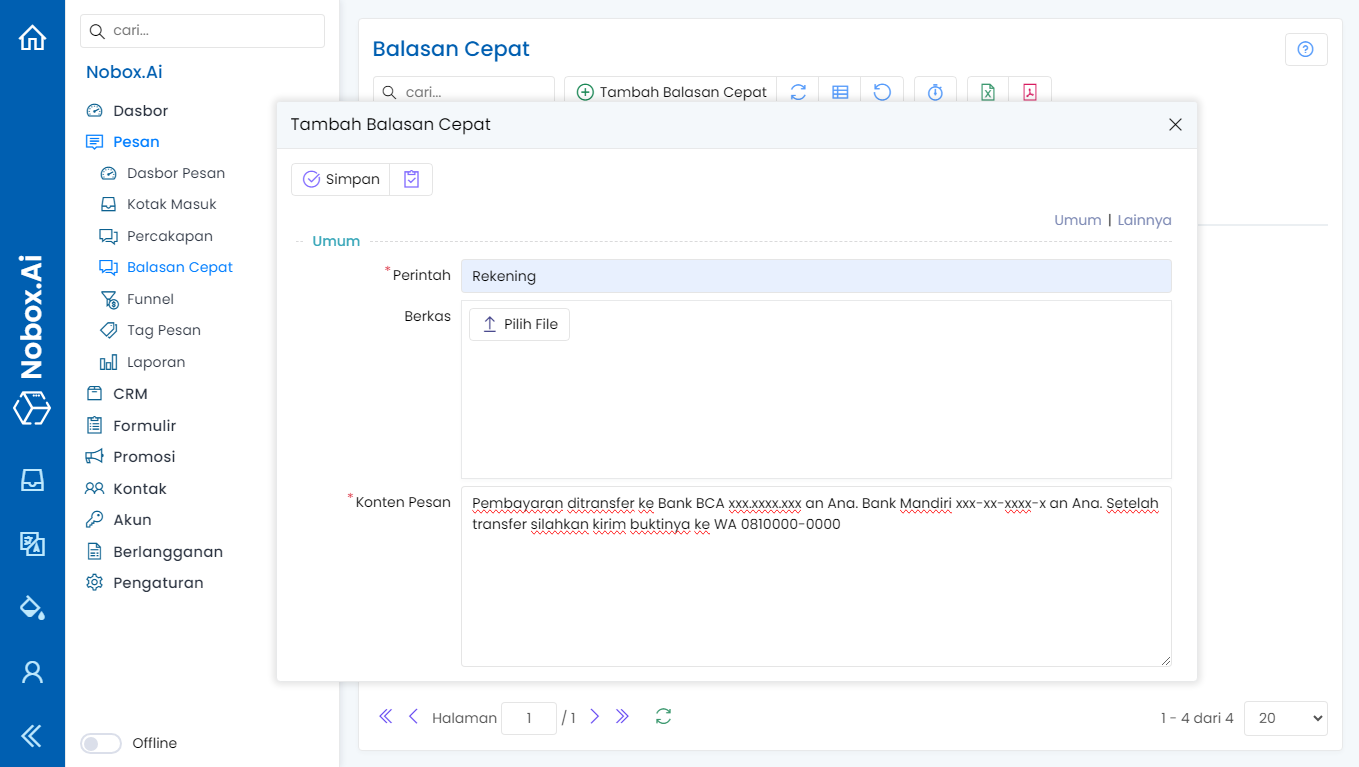 Nobox.Ai
cari...
Nobox.Ai
Dasbor
Pesan
Dasbor Pesan
Kotak Masuk
Percakapan
Balasan Cepat
Funnel
Tag Pesan
Laporan
CRM
Formulir
Promosi
Kontak
Akun
Berlangganan
Pengaturan
Offline
Balasan Cepat
cari...
Tambah Balasan Cepat
Tambah Balasan Cepat
Simpan
Umum | Lainnya
Umum
*Perintah Rekening
Berkas Pilih File
*Konten Pesan Pembayaran ditransfer ke Bank BCA xxx.xxxx.xxx an Ana. Bank Mandiri xxx-xx-xxxx-x an Ana. Setelah
transfer silahkan kirim buktinya ke WA 0810000-0000
Halaman 1 / 1
1 - 4 dari 4 20